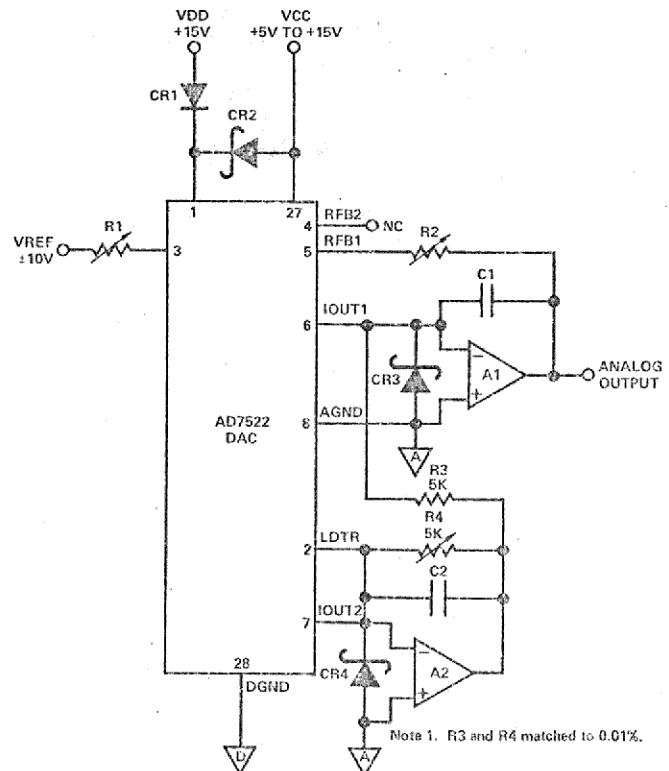 VDD
+15V
VCC
+5V TO +15V
CR1
CR2
1
27
4
RFB2
NC
VREF
±10V
R1
3
5
RFB1
R2
C1
6
IOUT1
CR3
A1
ANALOG
OUTPUT
AD7522
DAC
8
AGND
A
R3
5K
R4
5K
2
LDTR
C2
7
IOUT2
CR4
A2
28
DGND
D
A
Note 1. R3 and R4 matched to 0.01%.